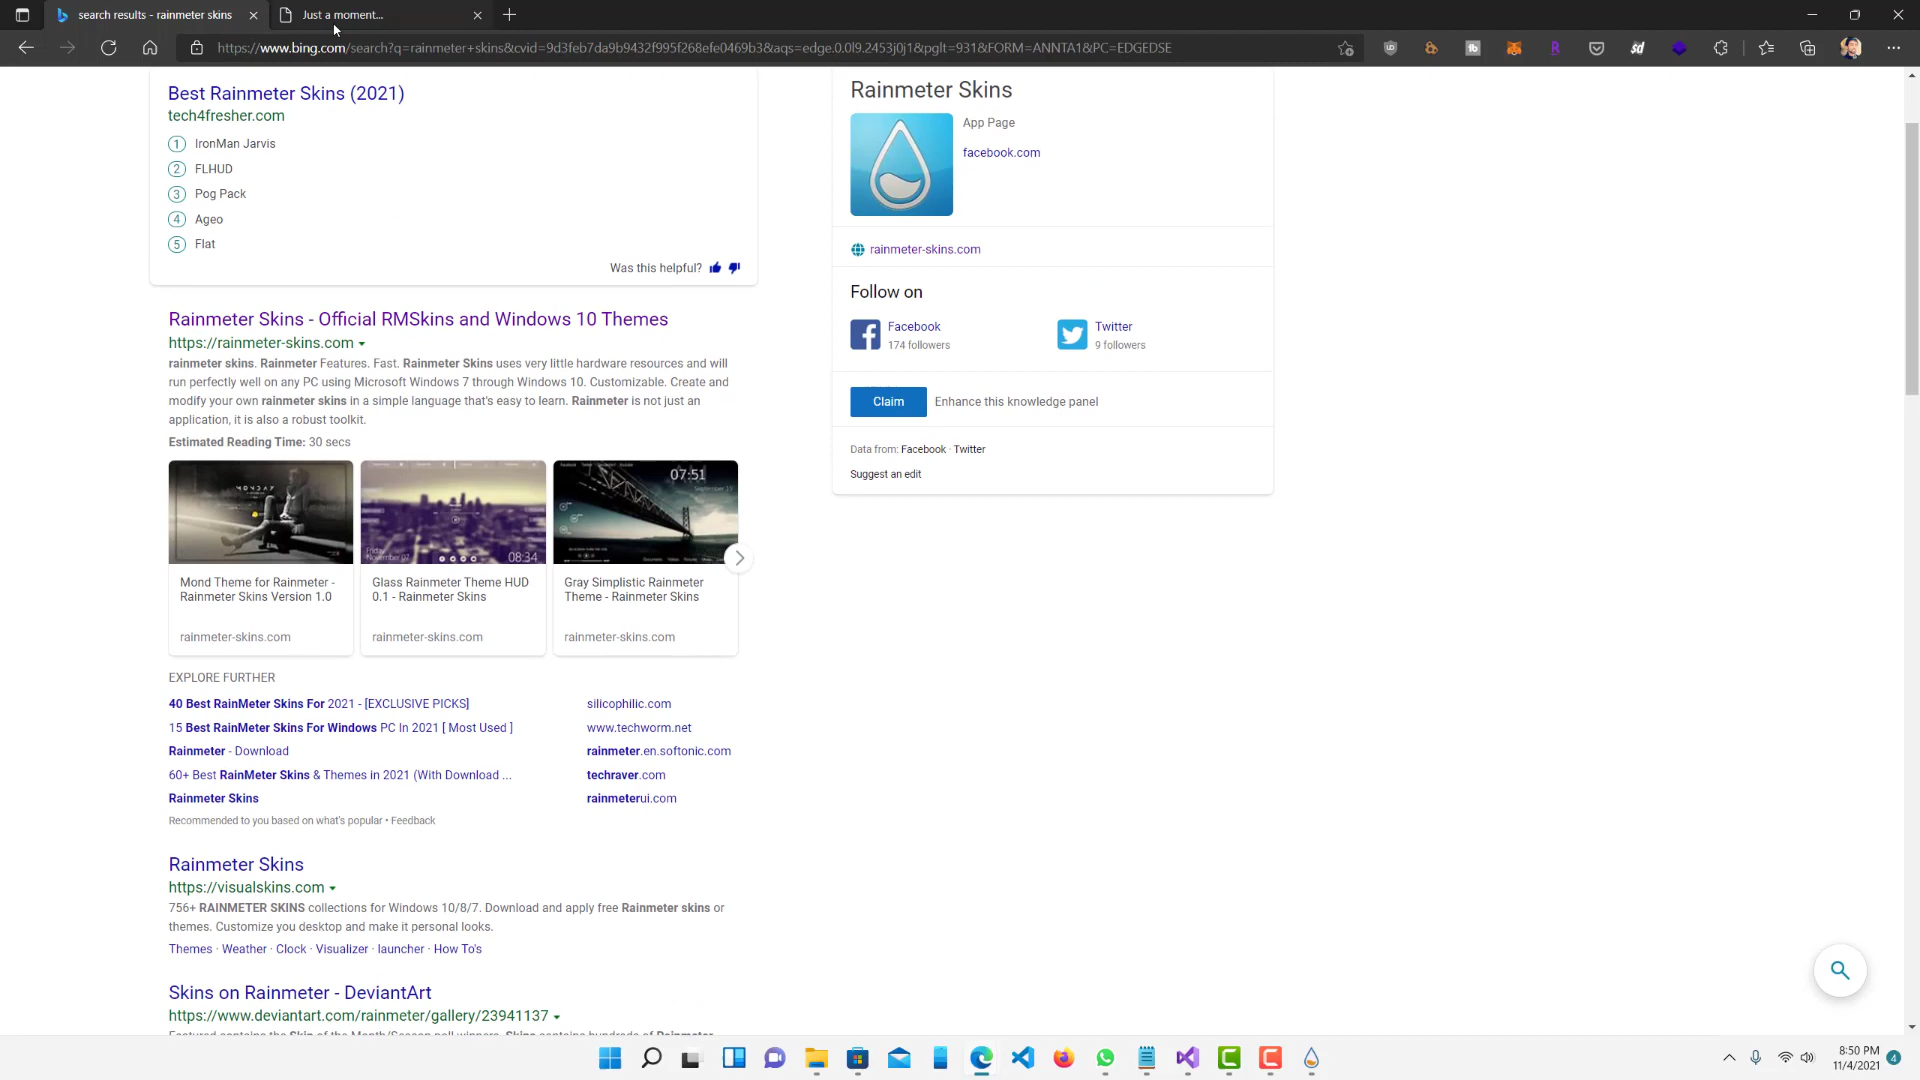 search results - rainmeter skins
Just a moment...
https://www.bing.com/search?q=rainmeter+skins&cvid=9d3feb7da9b9432f995f268efe0469b3&aqs=edge.0.0l9.2453j0j1&pglt=931&FORM=ANNTA1&PC=EDGEDSE
Best Rainmeter Skins (2021)
tech4fresher.com
1 IronMan Jarvis
2 FLHUD
3 Pog Pack
4 Ageo
5 Flat
Was this helpful?
Rainmeter Skins - Official RMSkins and Windows 10 Themes
https://rainmeter-skins.com
rainmeter skins. Rainmeter Features. Fast. Rainmeter Skins uses very little hardware resources and will
run perfectly well on any PC using Microsoft Windows 7 through Windows 10. Customizable. Create and
modify your own rainmeter skins in a simple language that's easy to learn. Rainmeter is not just an
application, it is also a robust toolkit.
Estimated Reading Time: 30 secs
MONDAY
Friday
November 07
08:34
07:51
Mond Theme for Rainmeter -
Rainmeter Skins Version 1.0
rainmeter-skins.com
Glass Rainmeter Theme HUD
0.1 - Rainmeter Skins
rainmeter-skins.com
Gray Simplistic Rainmeter
Theme - Rainmeter Skins
rainmeter-skins.com
EXPLORE FURTHER
40 Best RainMeter Skins For 2021 - [EXCLUSIVE PICKS] silicophilic.com
15 Best RainMeter Skins For Windows PC In 2021 [ Most Used ] www.techworm.net
Rainmeter - Download rainmeter.en.softonic.com
60+ Best RainMeter Skins & Themes in 2021 (With Download ... techraver.com
Rainmeter Skins rainmeterui.com
Recommended to you based on what's popular • Feedback
Rainmeter Skins
https://visualskins.com
756+ RAINMETER SKINS collections for Windows 10/8/7. Download and apply free Rainmeter skins or
themes. Customize you desktop and make it personal looks.
Themes · Weather · Clock · Visualizer · launcher · How To's
Skins on Rainmeter - DeviantArt
https://www.deviantart.com/rainmeter/gallery/23941137
Rainmeter Skins
App Page
facebook.com
rainmeter-skins.com
Follow on
Facebook
174 followers
Twitter
9 followers
Claim
Enhance this knowledge panel
Data from: Facebook · Twitter
Suggest an edit
8:50 PM
11/4/2021
4